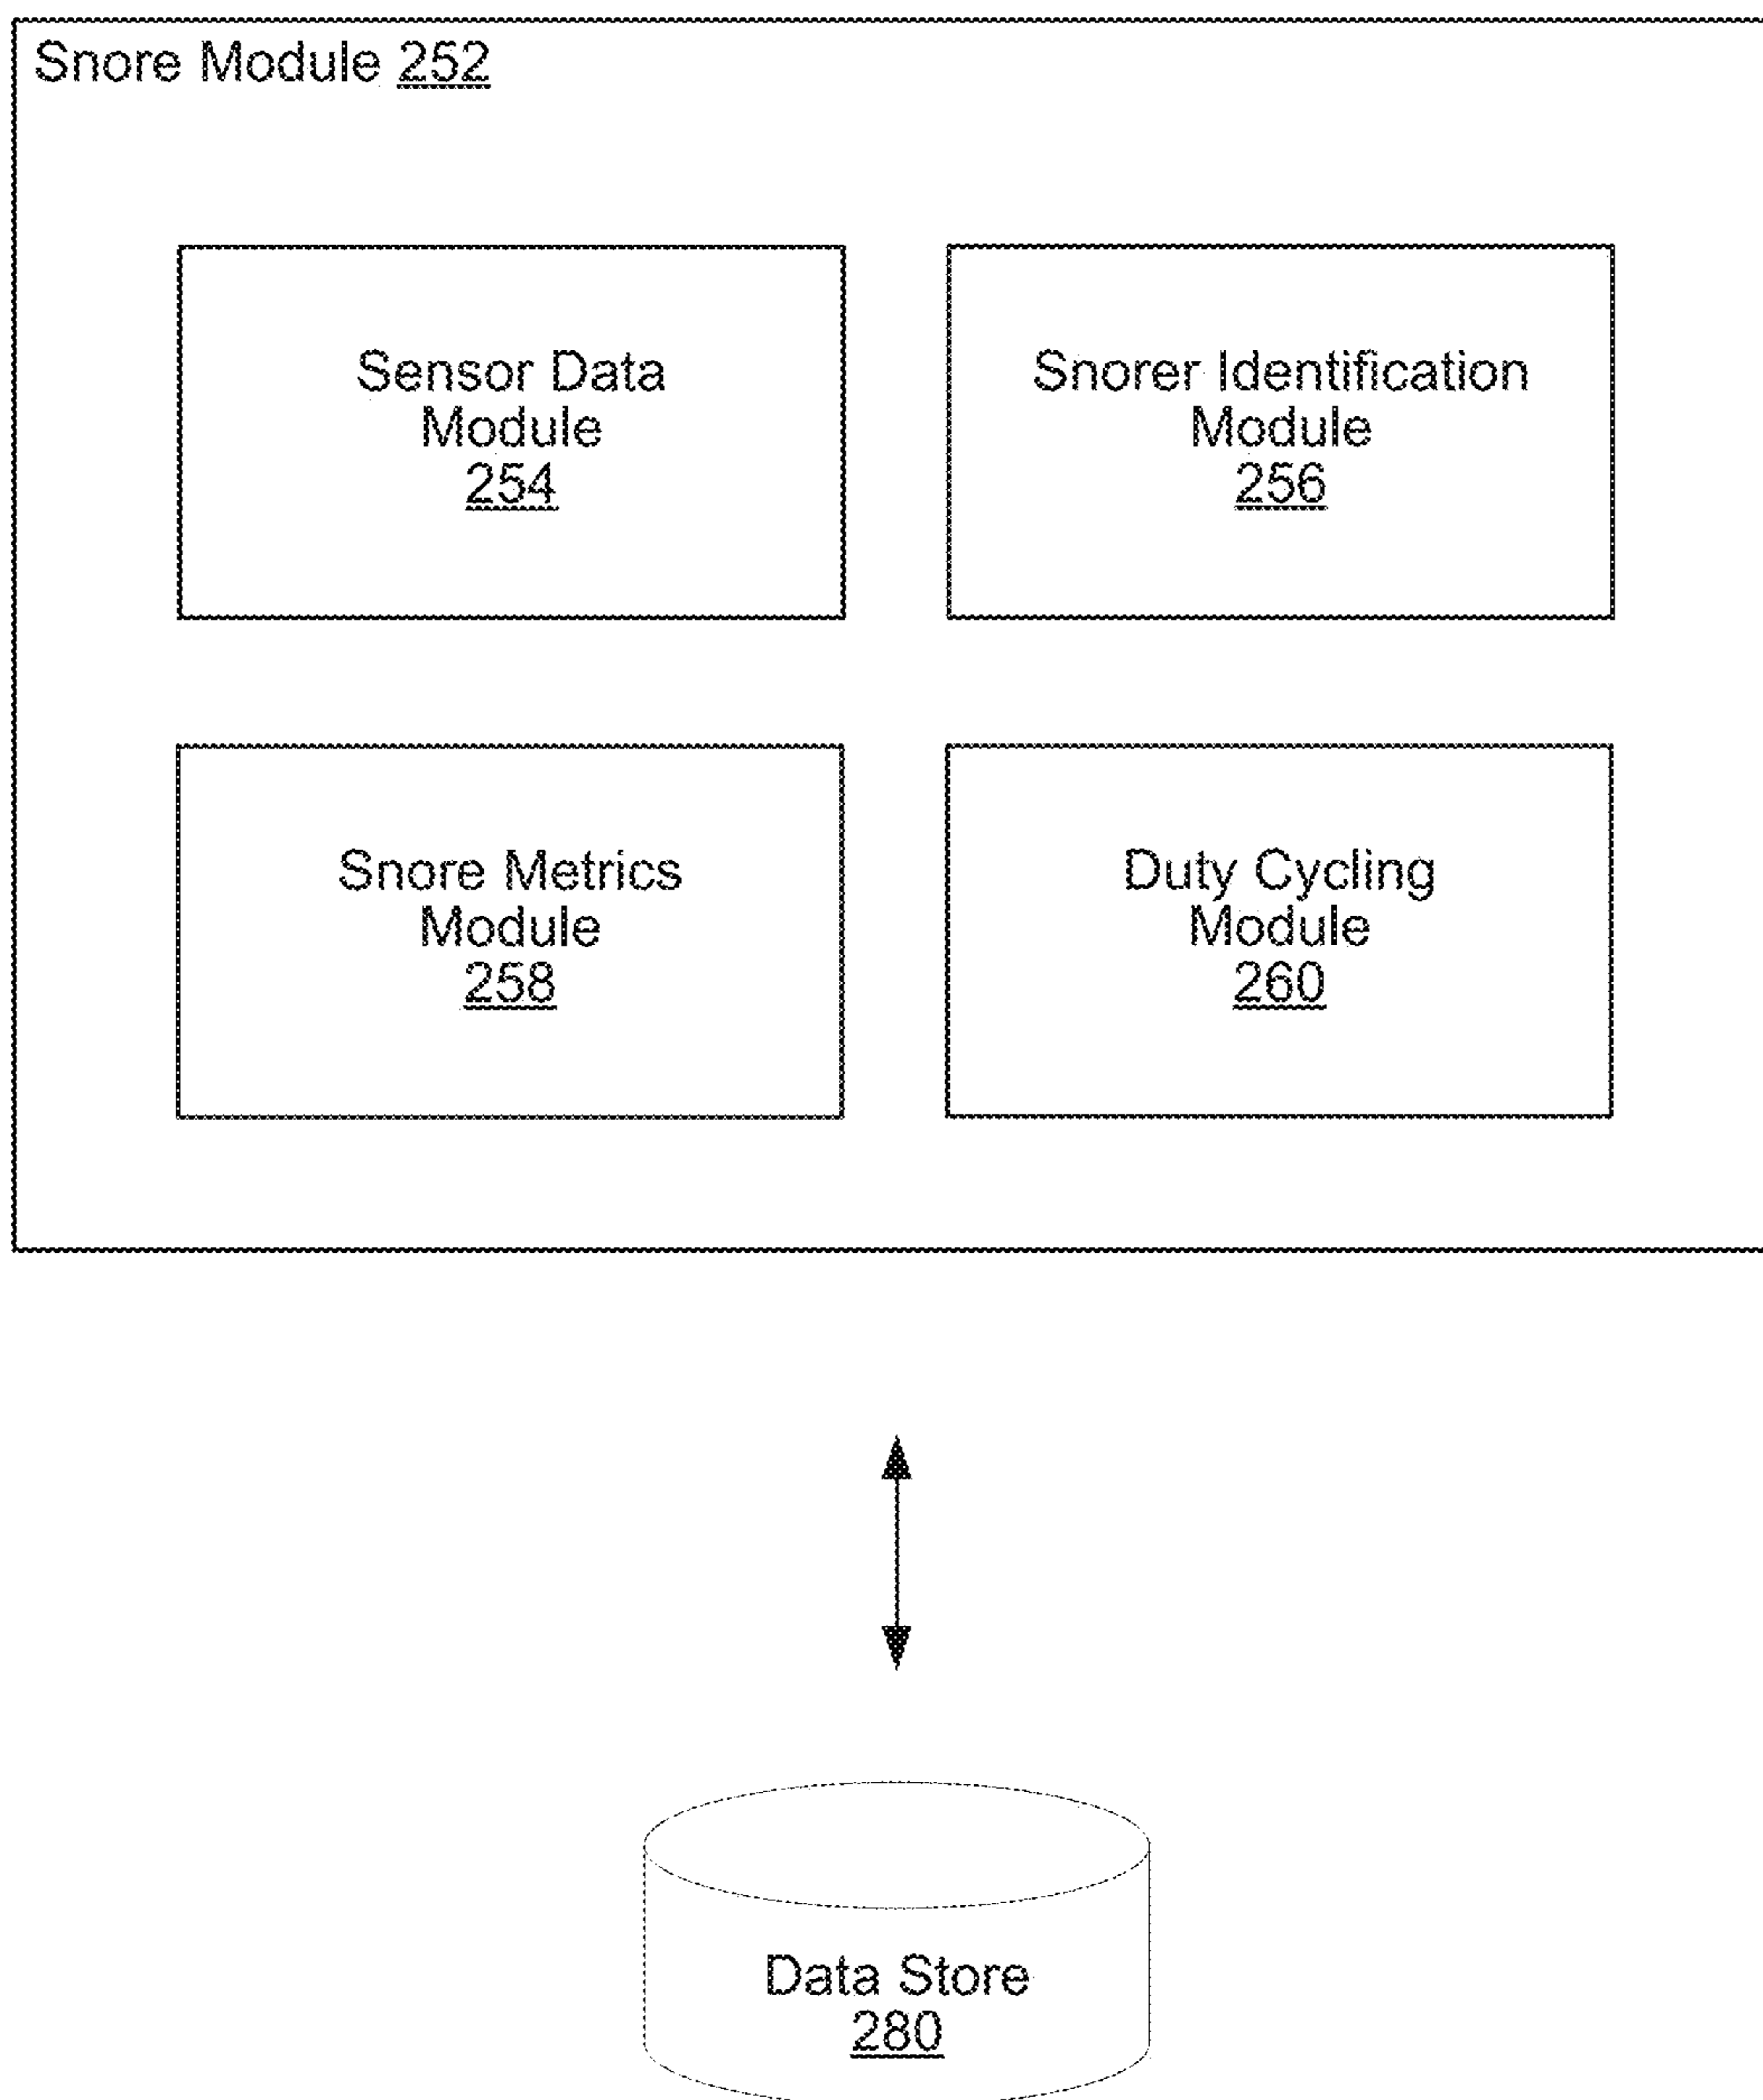 Snore Module 252
Sensor Data
Module
254
Snorer Identification
Module
256
Snore Metrics
Module
258
Duty Cycling
Module
260
Data Store
280